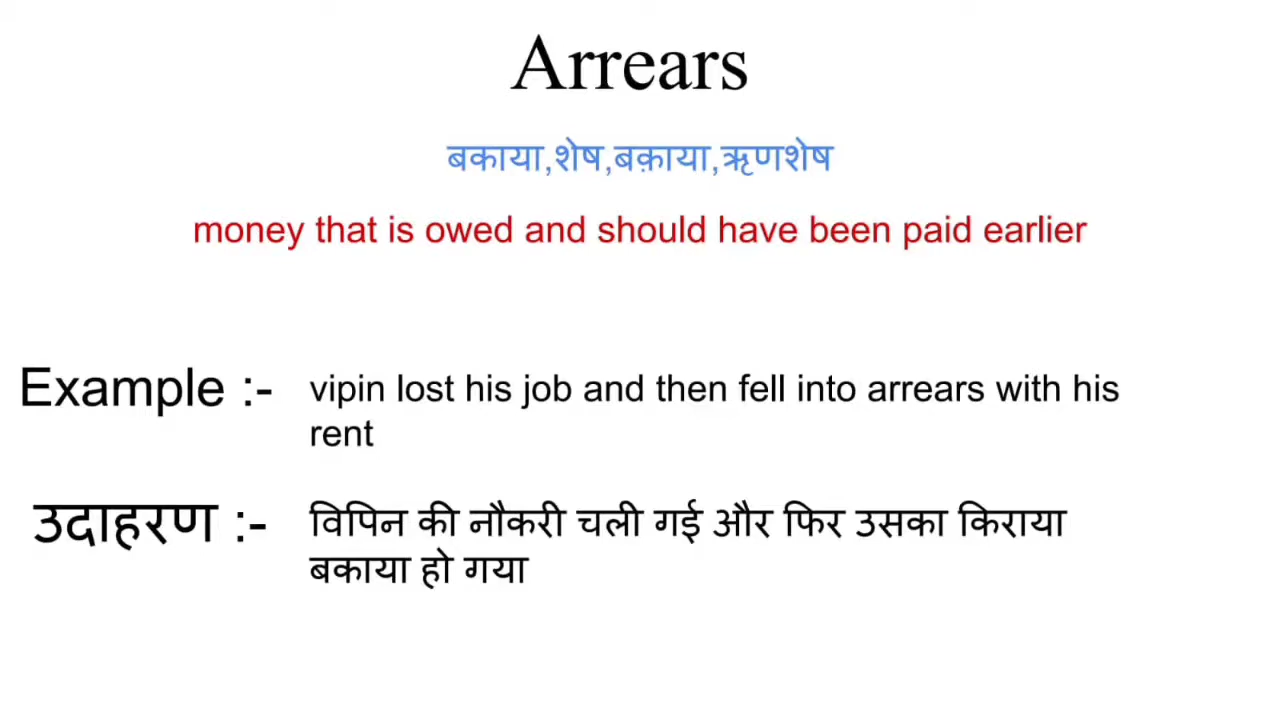 Arrears
बकाया,शेष,बक़ाया,ऋणशेष
money that is owed and should have been paid earlier
Example :- vipin lost his job and then fell into arrears with his
rent
उदाहरण :- विपिन की नौकरी चली गई और फिर उसका किराया
बकाया हो गया